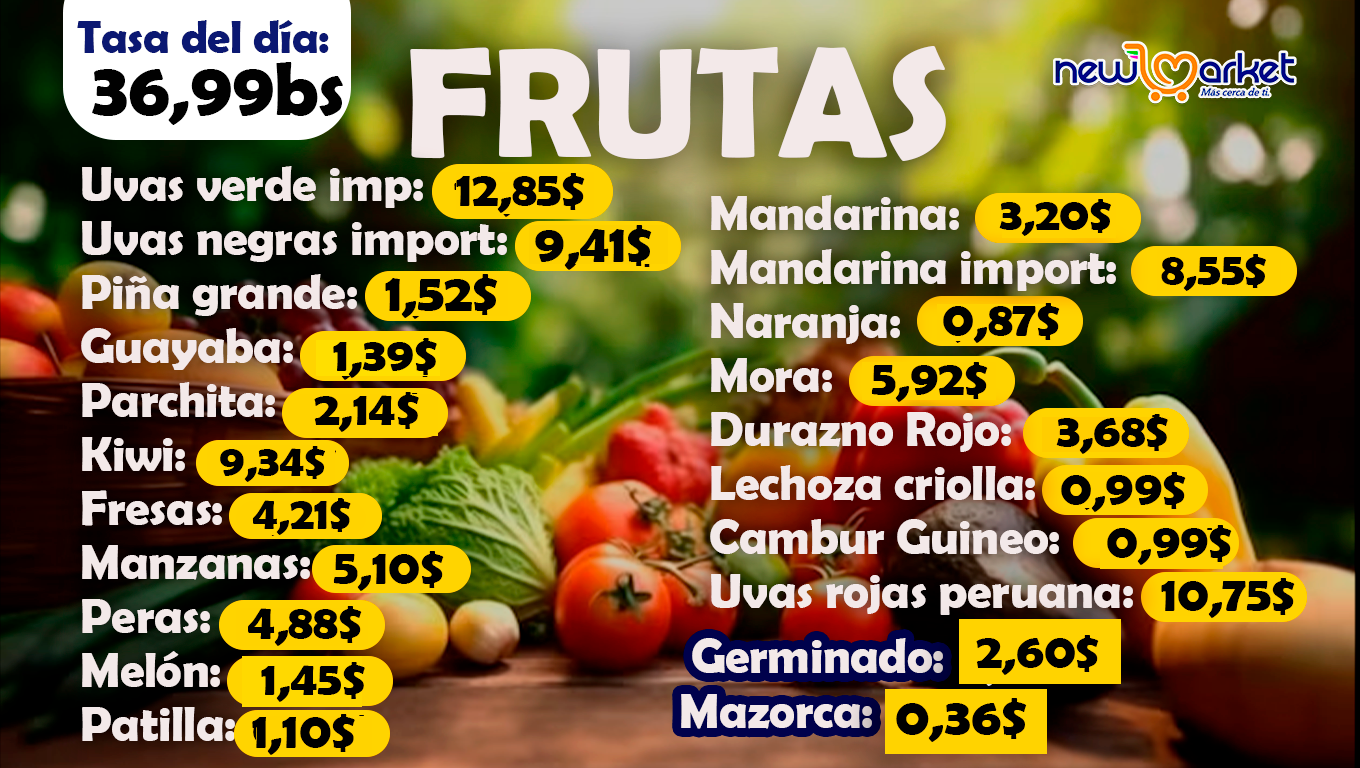 Tasa del día:
36,99bs
FRUTAS
new market
Más cerca de ti.
Uvas verde imp: 12,85$
Uvas negras import: 9,41$
Piña grande: 1,52$
Guayaba: 1,39$
Parchita: 2,14$
Kiwi: 9,34$
Fresas: 4,21$
Manzanas: 5,10$
Peras: 4,88$
Melón: 1,45$
Patilla: 1,10$
Mandarina: 3,20$
Mandarina import: 8,55$
Naranja: 0,87$
Mora: 5,92$
Durazno Rojo: 3,68$
Lechoza criolla: 0,99$
Cambur Guineo: 0,99$
Uvas rojas peruana: 10,75$
Germinado: 2,60$
Mazorca: 0,36$